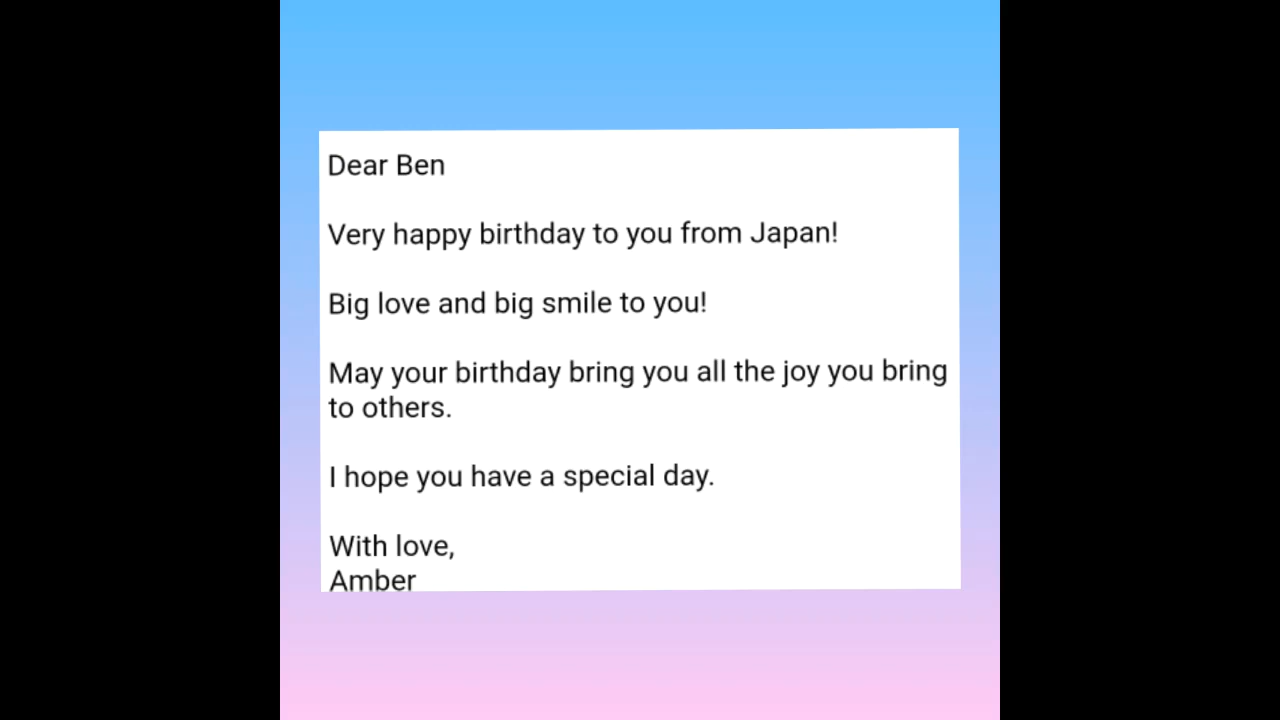 Dear Ben
Very happy birthday to you from Japan!
Big love and big smile to you!
May your birthday bring you all the joy you bring
to others.
I hope you have a special day.
With love,
Amber